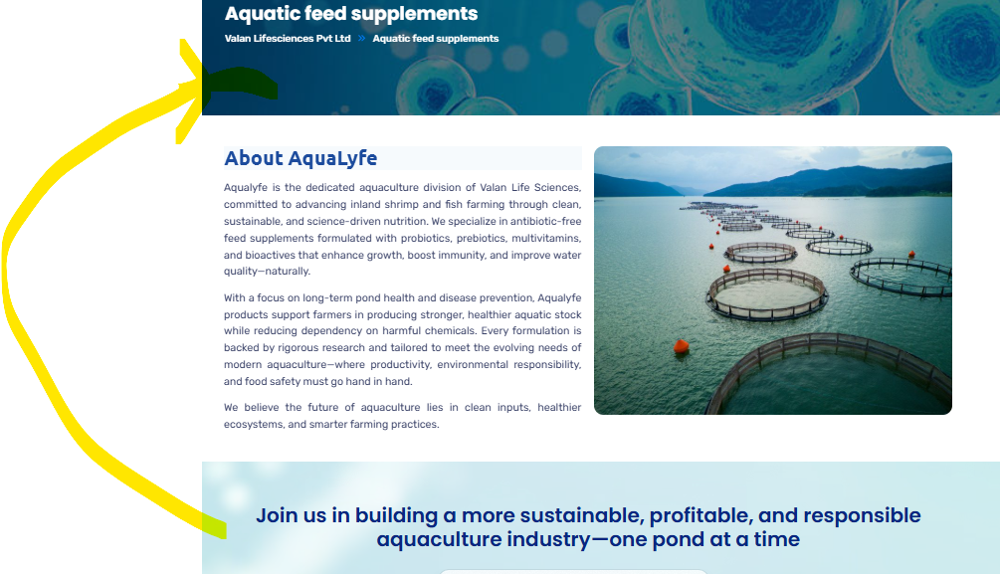 Aquatic feed supplements
Valan Lifesciences Pvt Ltd » Aquatic feed supplements
About AquaLyfe
Aqualyfe is the dedicated aquaculture division of Valan Life Sciences,
committed to advancing inland shrimp and fish farming through clean,
sustainable, and science-driven nutrition. We specialize in antibiotic-free
feed supplements formulated with probiotics, prebiotics, multivitamins,
and bioactives that enhance growth, boost immunity, and improve water
quality—naturally.
With a focus on long-term pond health and disease prevention, Aqualyfe
products support farmers in producing stronger, healthier aquatic stock
while reducing dependency on harmful chemicals. Every formulation is
backed by rigorous research and tailored to meet the evolving needs of
modern aquaculture—where productivity, environmental responsibility,
and food safety must go hand in hand.
We believe the future of aquaculture lies in clean inputs, healthier
ecosystems, and smarter farming practices.
Join us in building a more sustainable, profitable, and responsible
aquaculture industry—one pond at a time